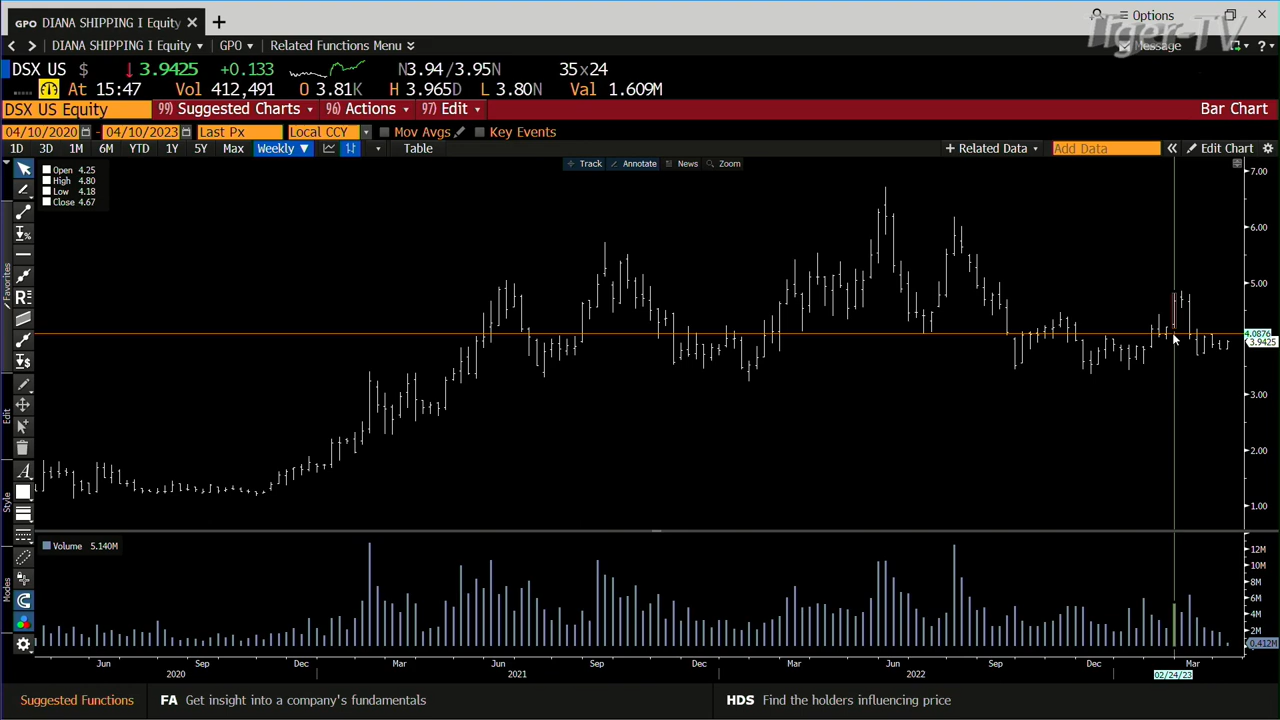 GPO DIANA SHIPPING I Equity
Options
Tiger-TV
DIANA SHIPPING I Equity GPO Related Functions Menu Message
DSX US $ 3.9425 +0.133 N3.94 / 3.95N 35x24
At 15:47 Vol 412,491 O 3.81K H 3.965D L 3.80N Val 1.609M
DSX US Equity 99) Suggested Charts 96) Actions 97) Edit Bar Chart
04/10/2020 - 04/10/2023 Last Px Local CCY Mov Avgs Key Events
1D 3D 1M 6M YTD 1Y 5Y Max Weekly Table + Related Data Add Data Edit Chart
Track Annotate News Zoom
Open 4.25
High 4.80
Low 4.18
Close 4.67
7.00
6.00
5.00
4.0876
3.9425
3.00
2.00
1.00
Favorites
Edit
Style
Modes
Volume 5.140M
12M
10M
8M
6M
4M
2M
0.412M
Jun Sep Dec Mar Jun Sep Dec Mar Jun Sep Dec Mar
2020 2021 2022 02/24/23
Suggested Functions FA Get insight into a company's fundamentals HDS Find the holders influencing price